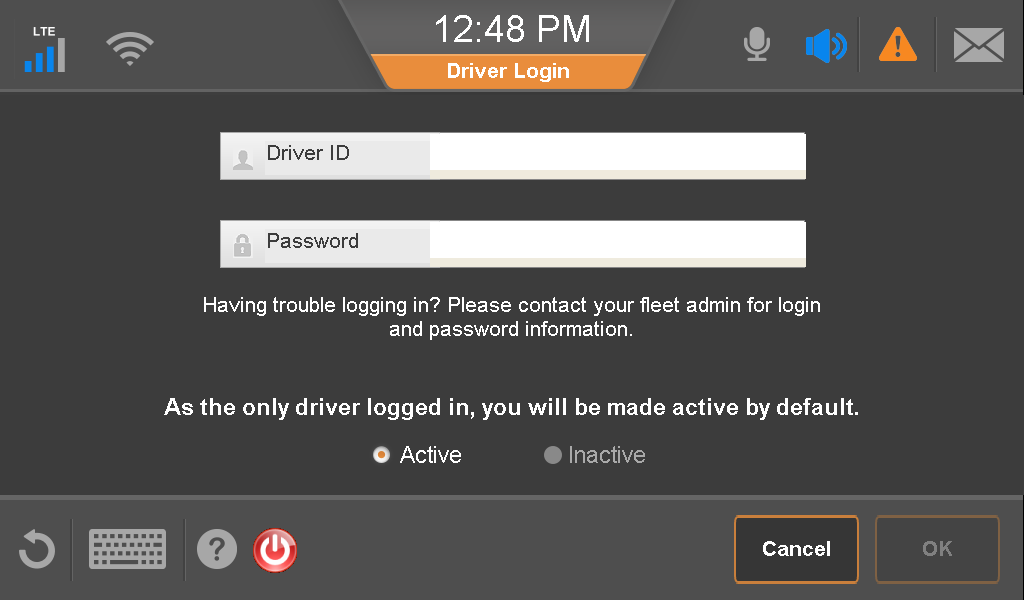 LTE
12:48 PM
Driver Login
Driver ID
Password
Having trouble logging in? Please contact your fleet admin for login
and password information.
As the only driver logged in, you will be made active by default.
Active
Inactive
?
Cancel
OK